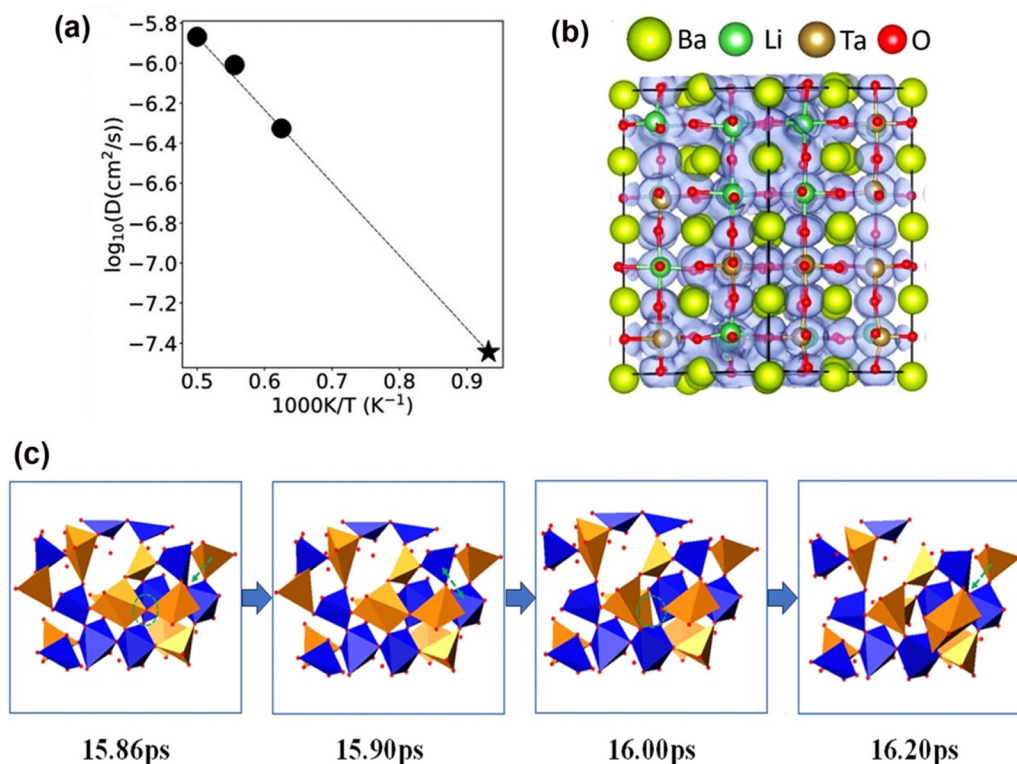 (a)
log₁₀(D(cm²/s))
−5.8
−6.0
−6.2
−6.4
−6.6
−6.8
−7.0
−7.2
−7.4
0.5 0.6 0.7 0.8 0.9
1000K/T (K⁻¹)
(b)
Ba Li Ta O
(c)
15.86ps 15.90ps 16.00ps 16.20ps